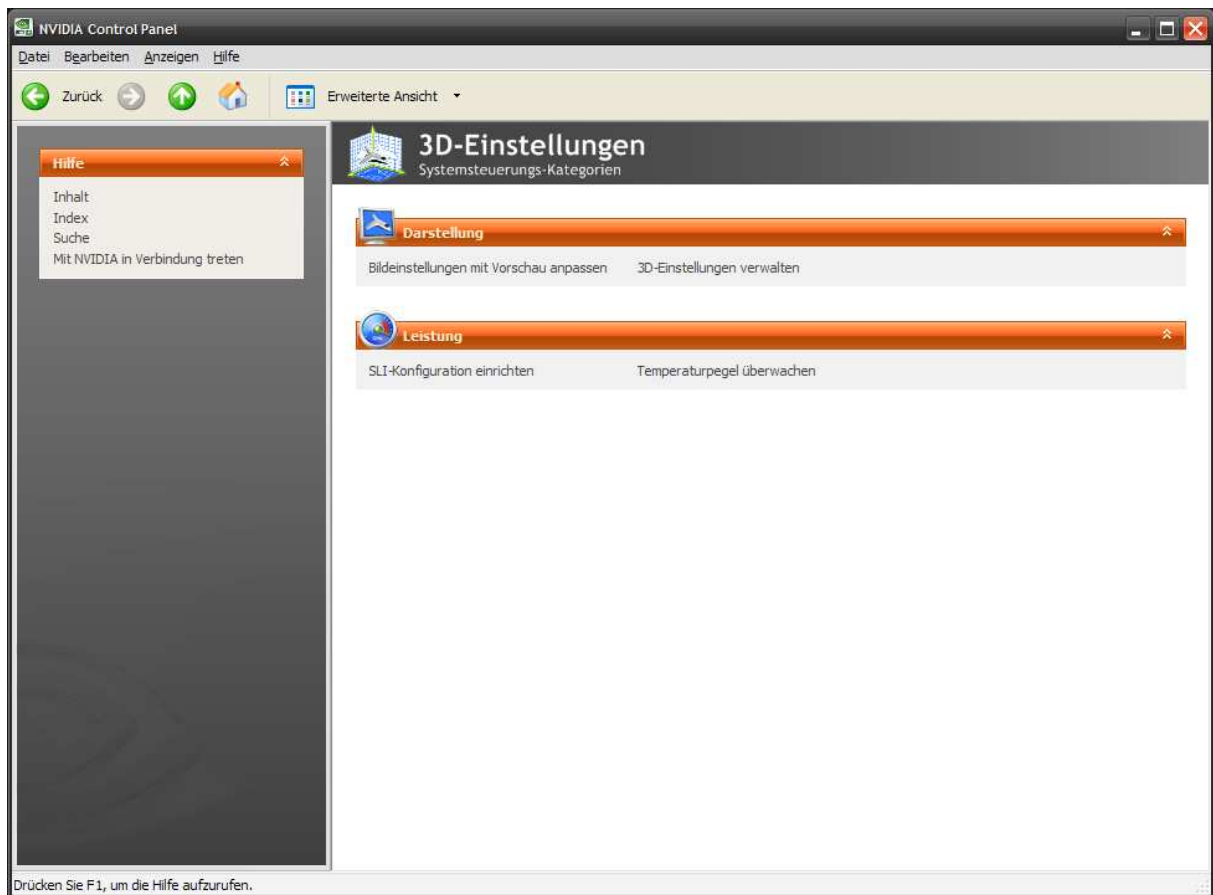 NVIDIA Control Panel
Datei Bearbeiten Anzeigen Hilfe
Zurück Erweiterte Ansicht
Hilfe
Inhalt
Index
Suche
Mit NVIDIA in Verbindung treten
3D-Einstellungen
Systemsteuerungs-Kategorien
Darstellung
Bildeinstellungen mit Vorschau anpassen 3D-Einstellungen verwalten
Leistung
SLI-Konfiguration einrichten Temperaturpegel überwachen
Drücken Sie F1, um die Hilfe aufzurufen.